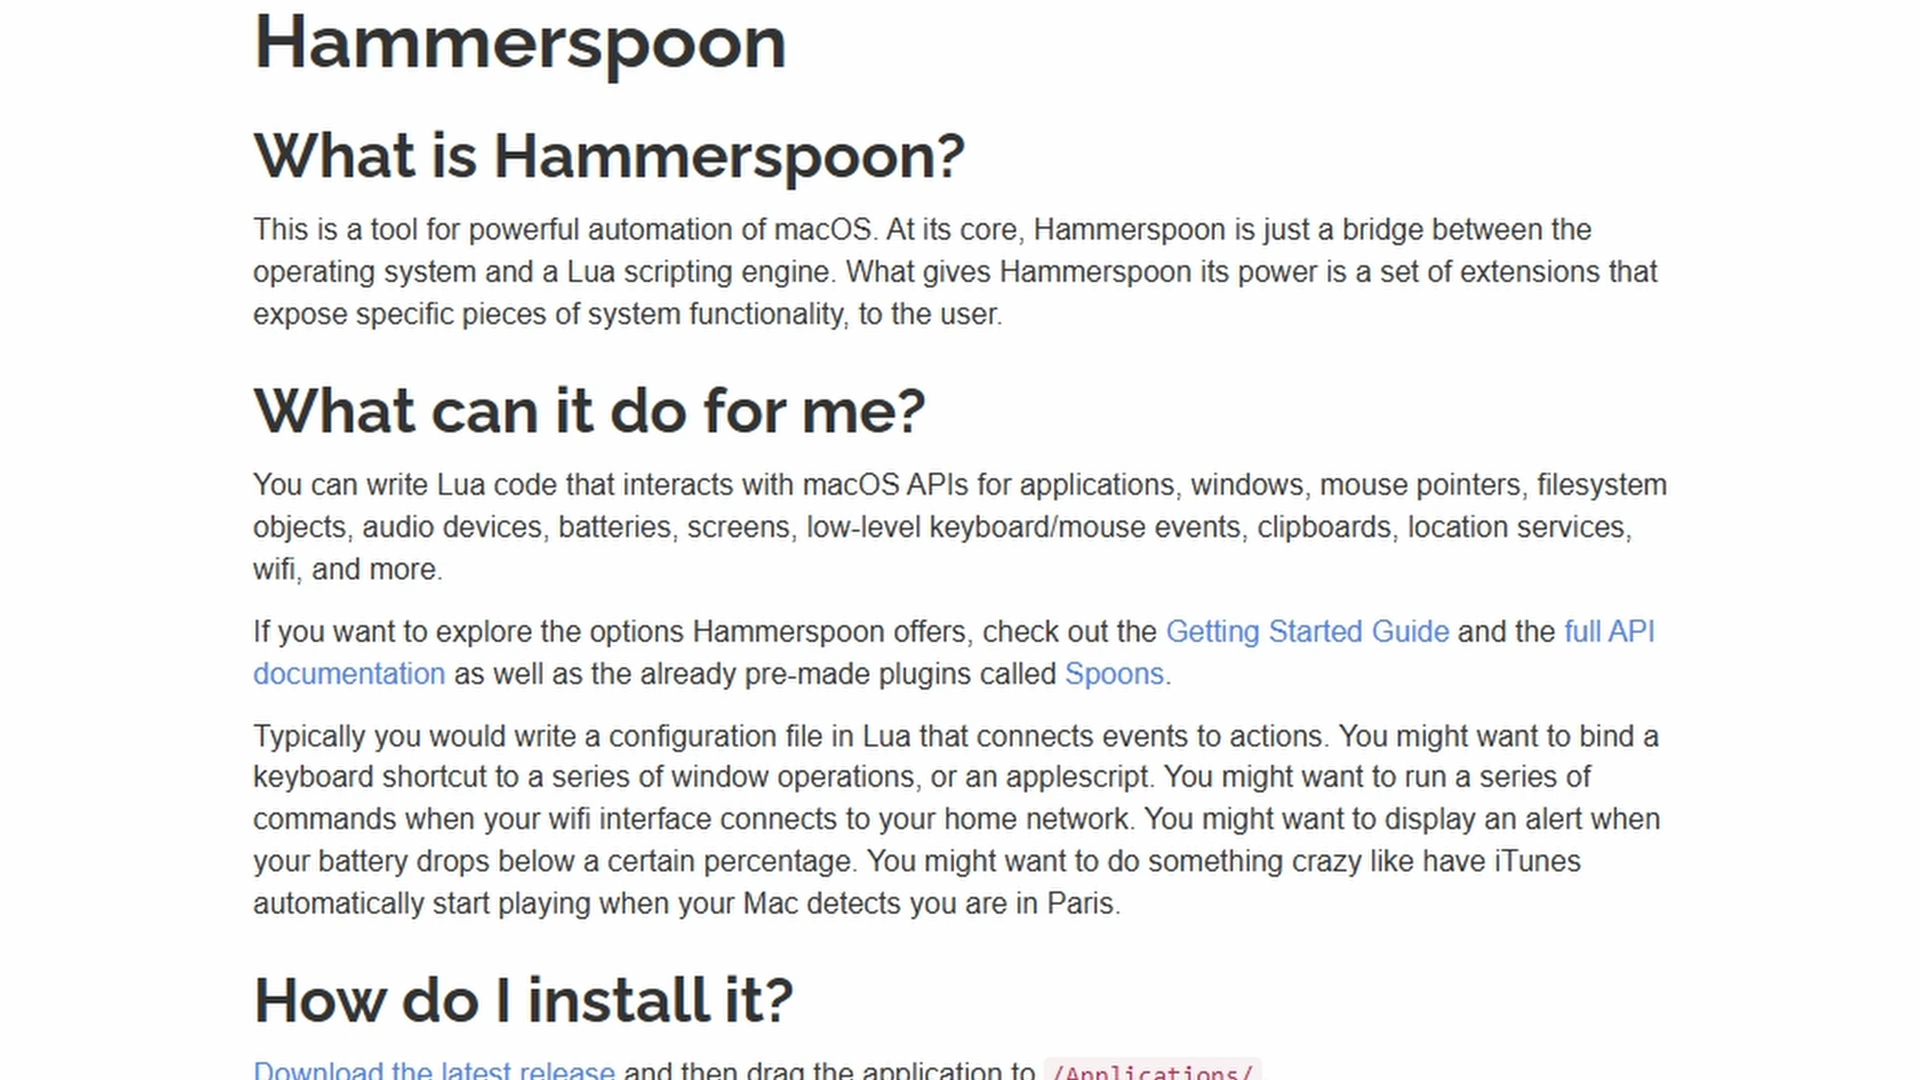 Hammerspoon
What is Hammerspoon?
This is a tool for powerful automation of macOS. At its core, Hammerspoon is just a bridge between the
operating system and a Lua scripting engine. What gives Hammerspoon its power is a set of extensions that
expose specific pieces of system functionality, to the user.
What can it do for me?
You can write Lua code that interacts with macOS APIs for applications, windows, mouse pointers, filesystem
objects, audio devices, batteries, screens, low-level keyboard/mouse events, clipboards, location services,
wifi, and more.
If you want to explore the options Hammerspoon offers, check out the Getting Started Guide and the full API
documentation as well as the already pre-made plugins called Spoons.
Typically you would write a configuration file in Lua that connects events to actions. You might want to bind a
keyboard shortcut to a series of window operations, or an applescript. You might want to run a series of
commands when your wifi interface connects to your home network. You might want to display an alert when
your battery drops below a certain percentage. You might want to do something crazy like have iTunes
automatically start playing when your Mac detects you are in Paris.
How do I install it?
Download the latest release and then drag the application to /Applications/